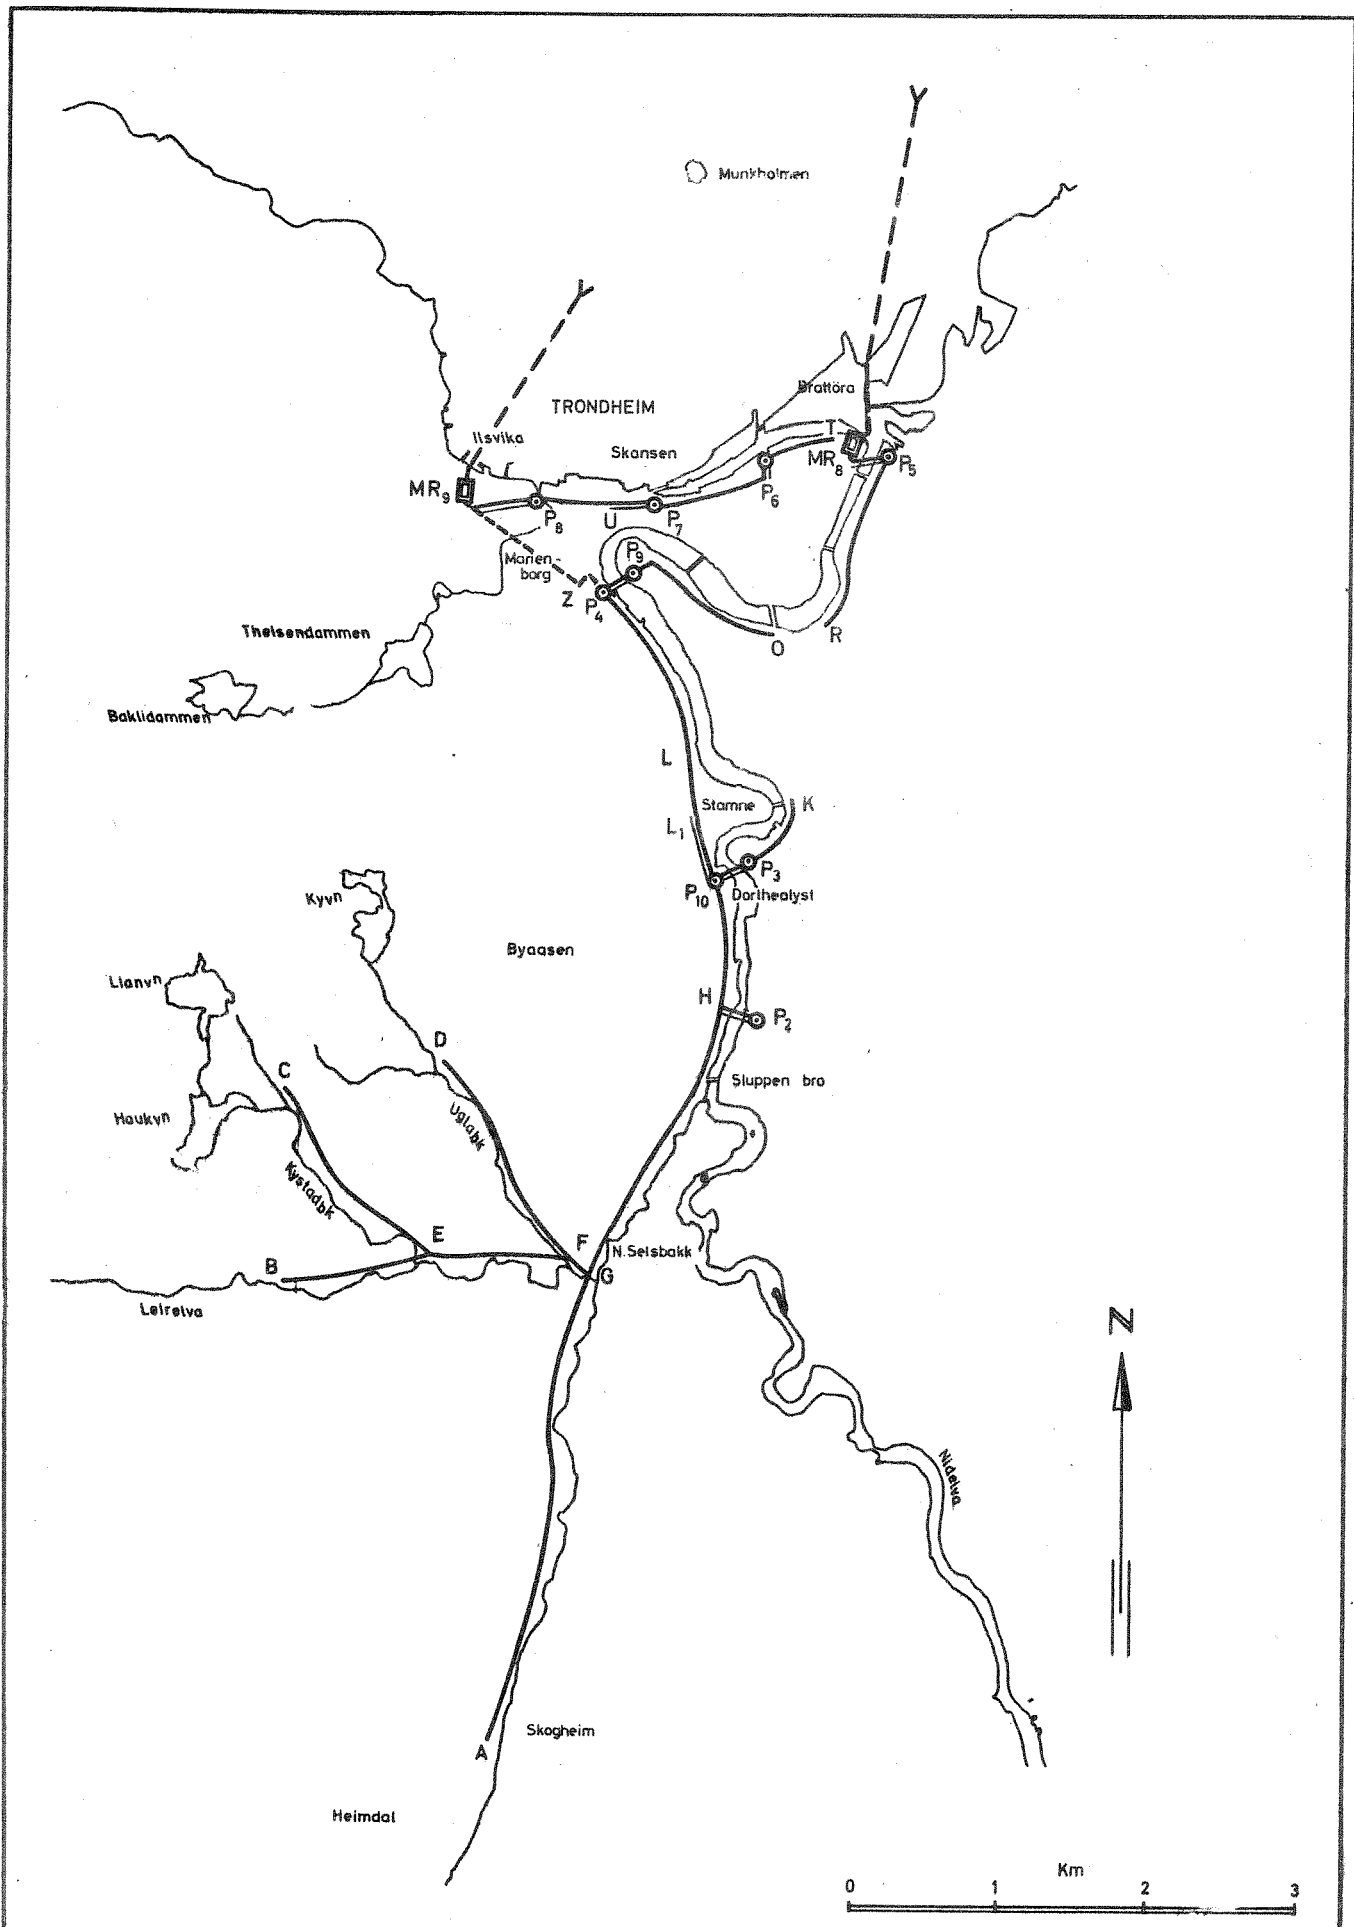 Y
Munkholmen
Y
Brattöra
TRONDHEIM
Ilsvika
Skansen
T
MR8
P5
MR9
P6
P8
U
P7
Marien-
borg
P9
Z
P4
Theisendammen
O
R
Baklidammen
L
Stamne
K
L1
P3
P10
Dorthealyst
Kyvn
Byaasen
Lianvn
H
P2
D
C
Sluppen bro
Haukvn
Uglabk
Kystadbk
E
F
N. Selsbakk
B
G
Leirelva
N
Nidelva
Skogheim
A
Heimdal
Km
0 1 2 3